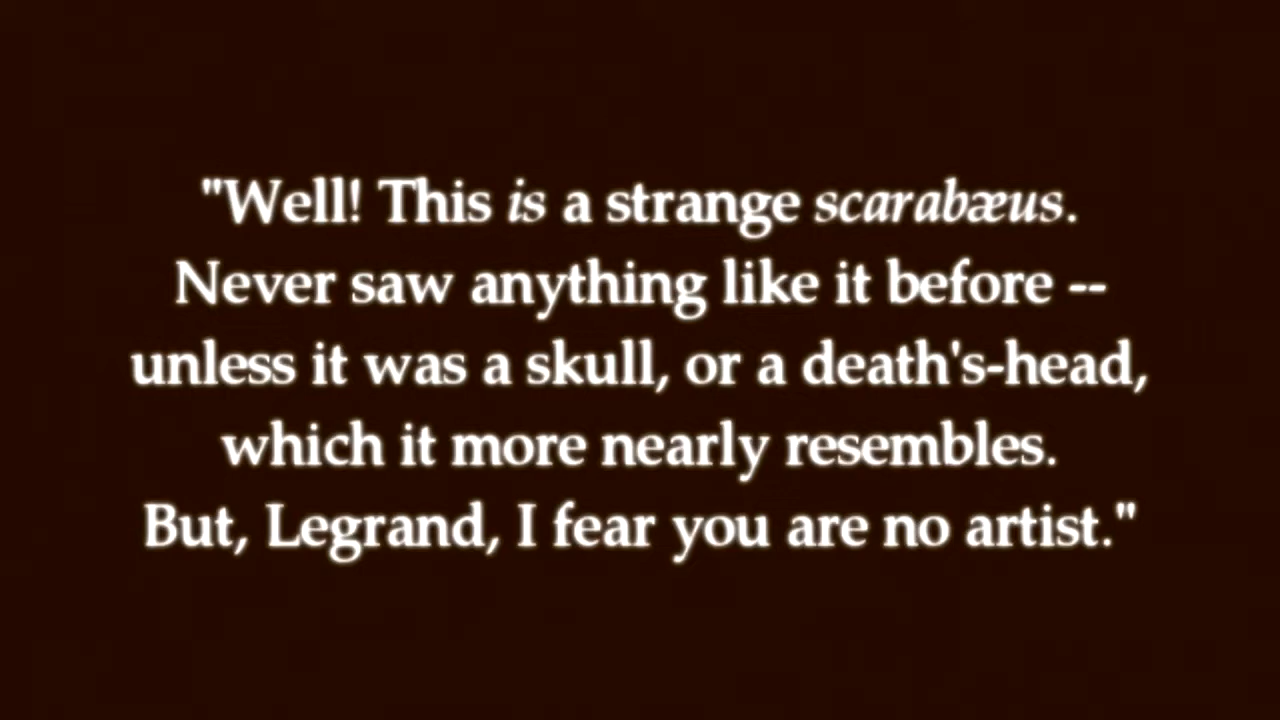 "Well! This is a strange scarabæus.
Never saw anything like it before --
unless it was a skull, or a death's-head,
which it more nearly resembles.
But, Legrand, I fear you are no artist."